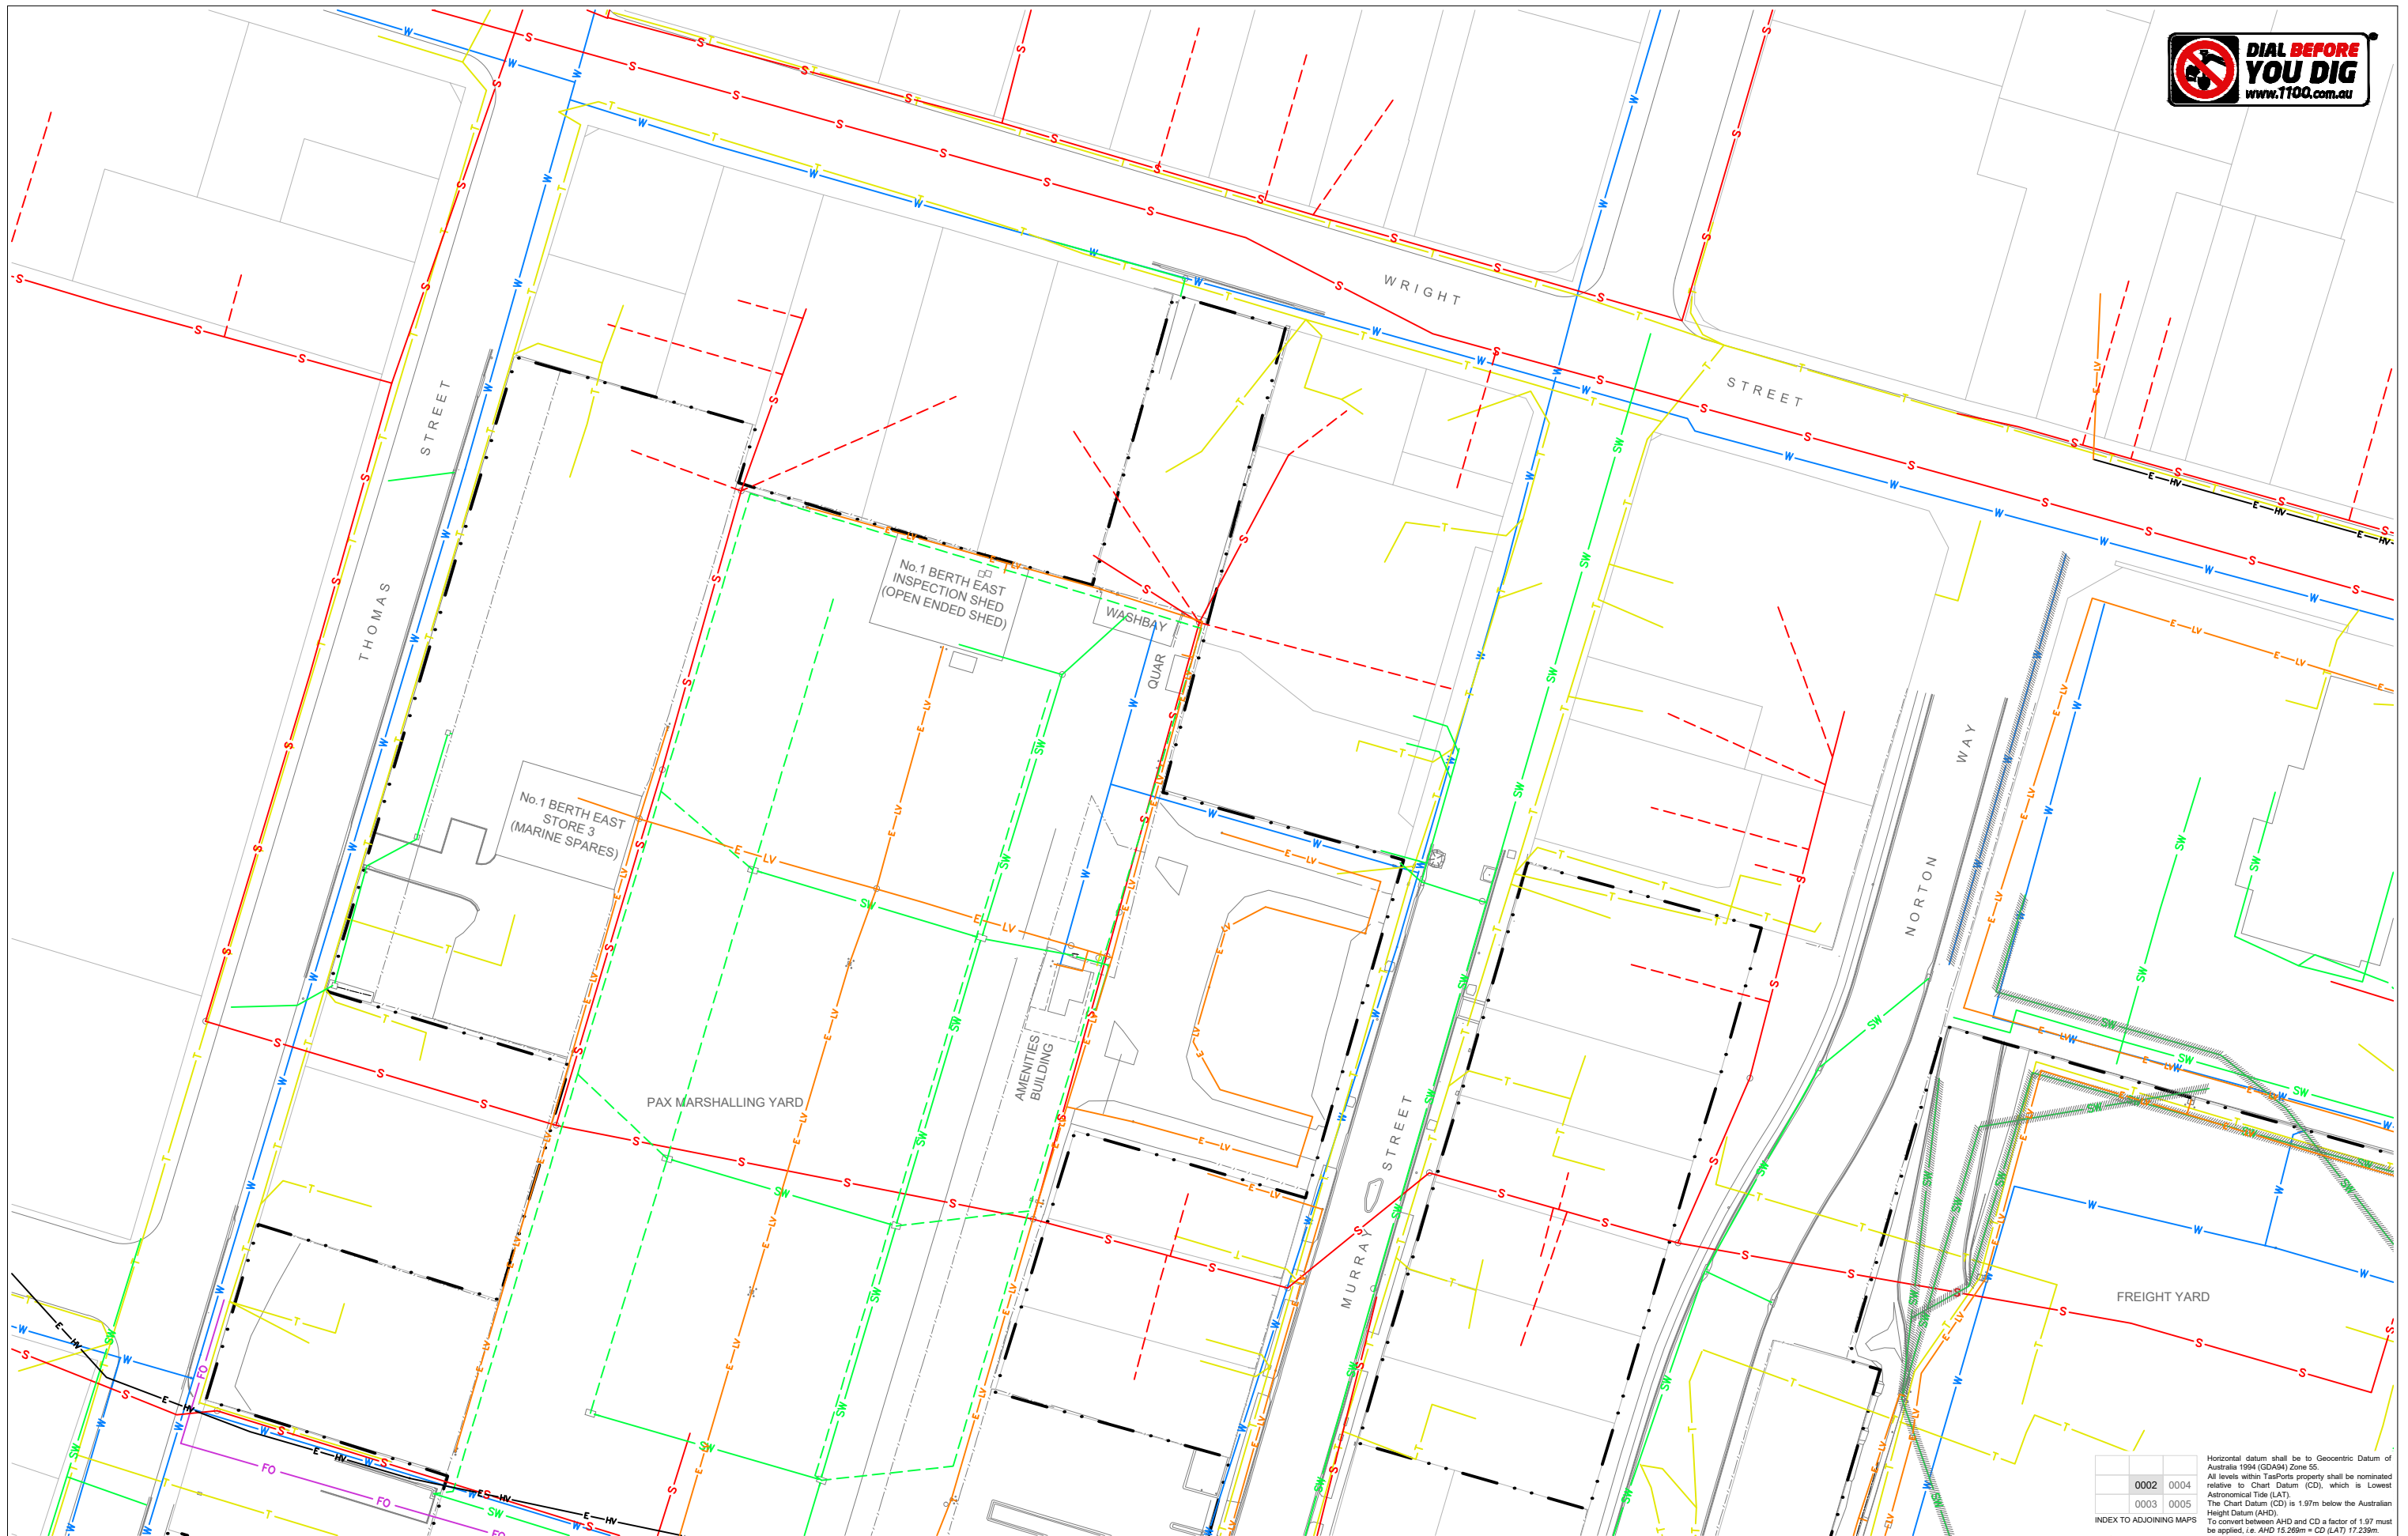 DIAL BEFORE
YOU DIG
www.1100.com.au
WRIGHT
STREET
THOMAS
STREET
No.1 BERTH EAST
INSPECTION SHED
(OPEN ENDED SHED)
WASHBAY
QUAR
No.1 BERTH EAST
STORE 3
(MARINE SPARES)
NORTON
WAY
AMENITIES
BUILDING
PAX MARSHALLING YARD
MURRAY
STREET
FREIGHT YARD
FO
FO
FO
SW
W
S
T
E
LV
HV
0002 0004
0003 0005
INDEX TO ADJOINING MAPS
Horizontal datum shall be to Geocentric Datum of
Australia 1994 (GDA94) Zone 55.
All levels within TasPorts property shall be nominated
relative to Chart Datum (CD), which is Lowest
Astronomical Tide (LAT).
The Chart Datum (CD) is 1.97m below the Australian
Height Datum (AHD).
To convert between AHD and CD a factor of 1.97 must
be applied, i.e. AHD 15.269m = CD (LAT) 17.239m.